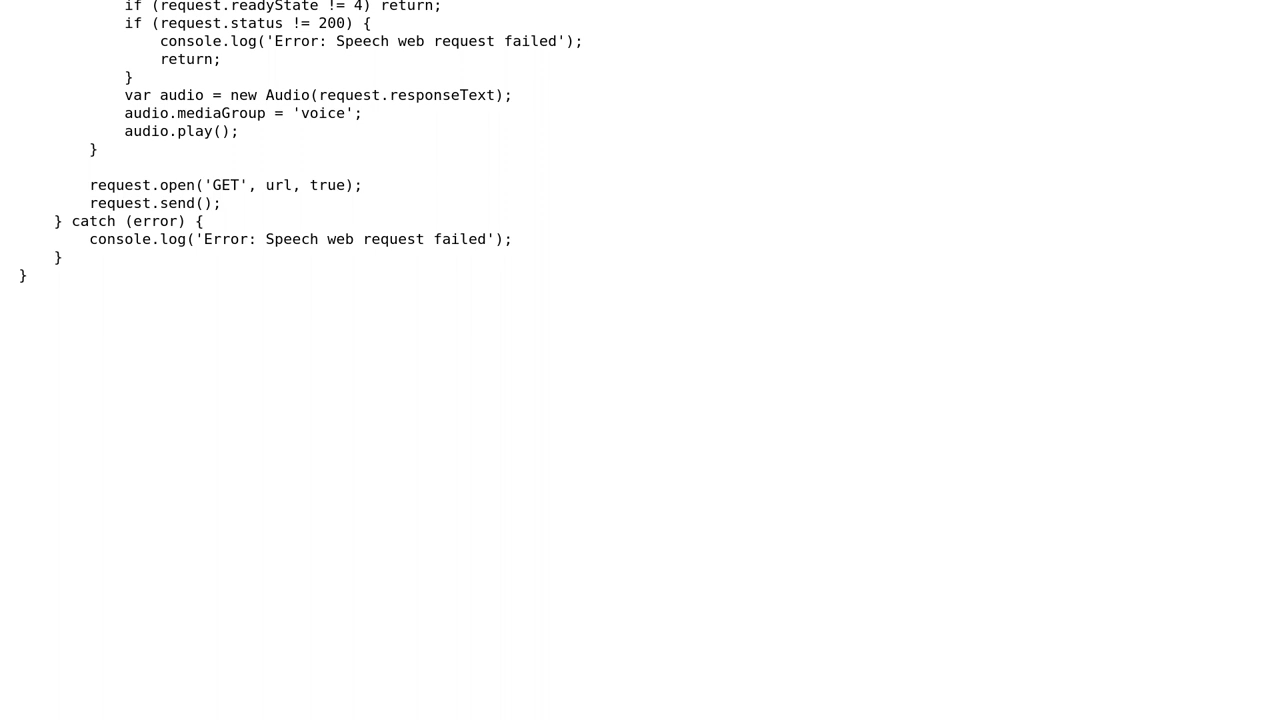 if (request.readyState != 4) return;
if (request.status != 200) {
console.log('Error: Speech web request failed');
return;
}
var audio = new Audio(request.responseText);
audio.mediaGroup = 'voice';
audio.play();
}
request.open('GET', url, true);
request.send();
} catch (error) {
console.log('Error: Speech web request failed');
}
}